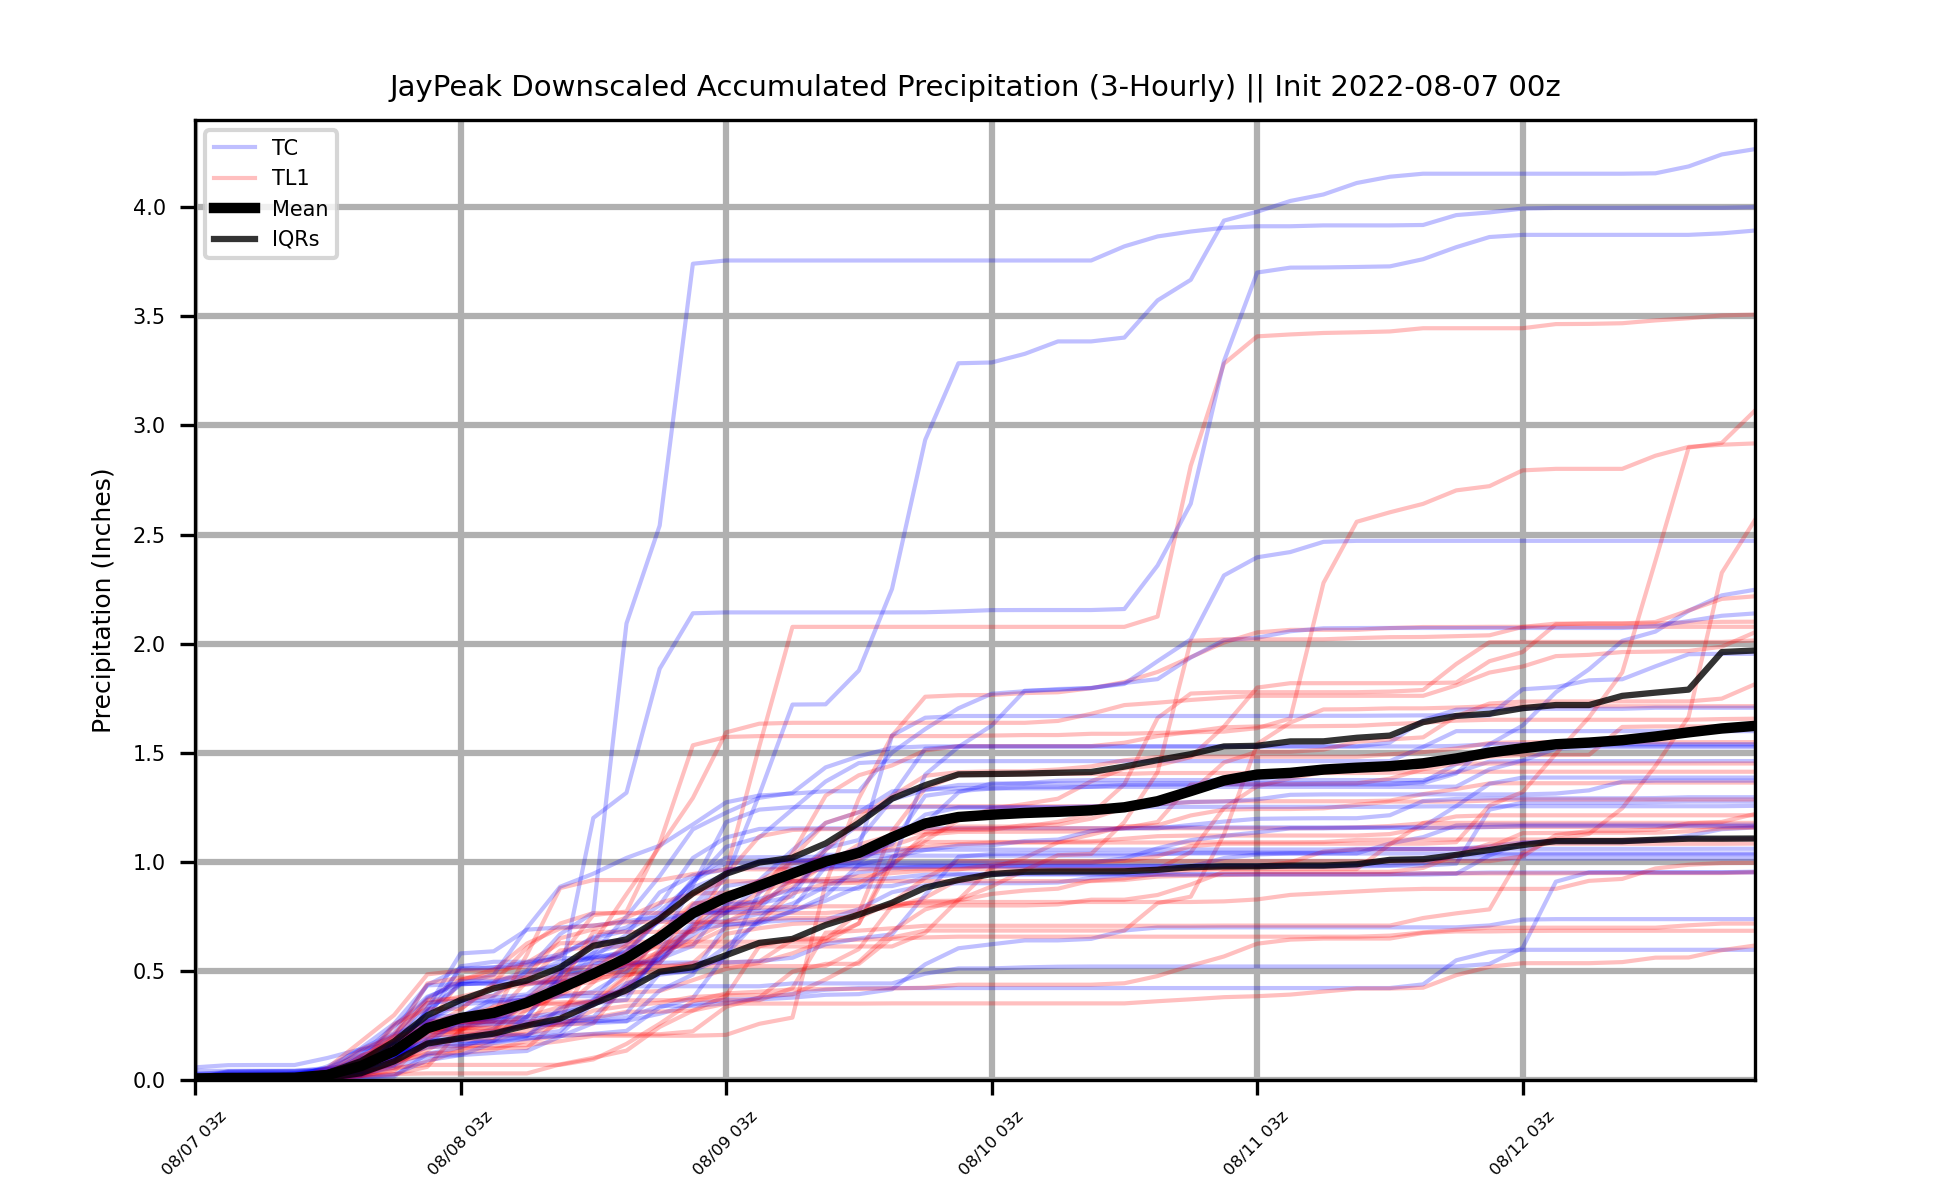 JayPeak Downscaled Accumulated Precipitation (3-Hourly) || Init 2022-08-07 00z
TC
TL1
Mean
IQRs
Precipitation (Inches)
4.0
3.5
3.0
2.5
2.0
1.5
1.0
0.5
0.0
08/07 03z
08/08 03z
08/09 03z
08/10 03z
08/11 03z
08/12 03z